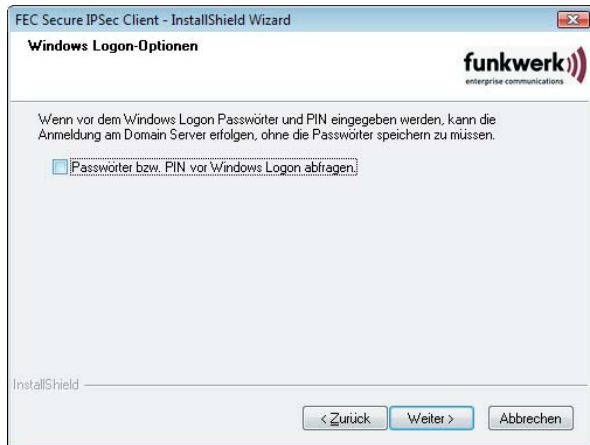 FEC Secure IPSec Client - InstallShield Wizard
Windows Logon-Optionen
funkwerk
enterprise communications
Wenn vor dem Windows Logon Passwörter und PIN eingegeben werden, kann die
Anmeldung am Domain Server erfolgen, ohne die Passwörter speichern zu müssen.
Passwörter bzw. PIN vor Windows Logon abfragen.
InstallShield
< Zurück Weiter > Abbrechen